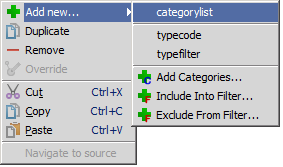 Add new...
Duplicate
Remove
Override
Cut Ctrl+X
Copy Ctrl+C
Paste Ctrl+V
Navigate to source
categorylist
typecode
typefilter
Add Categories...
Include Into Filter...
Exclude From Filter...